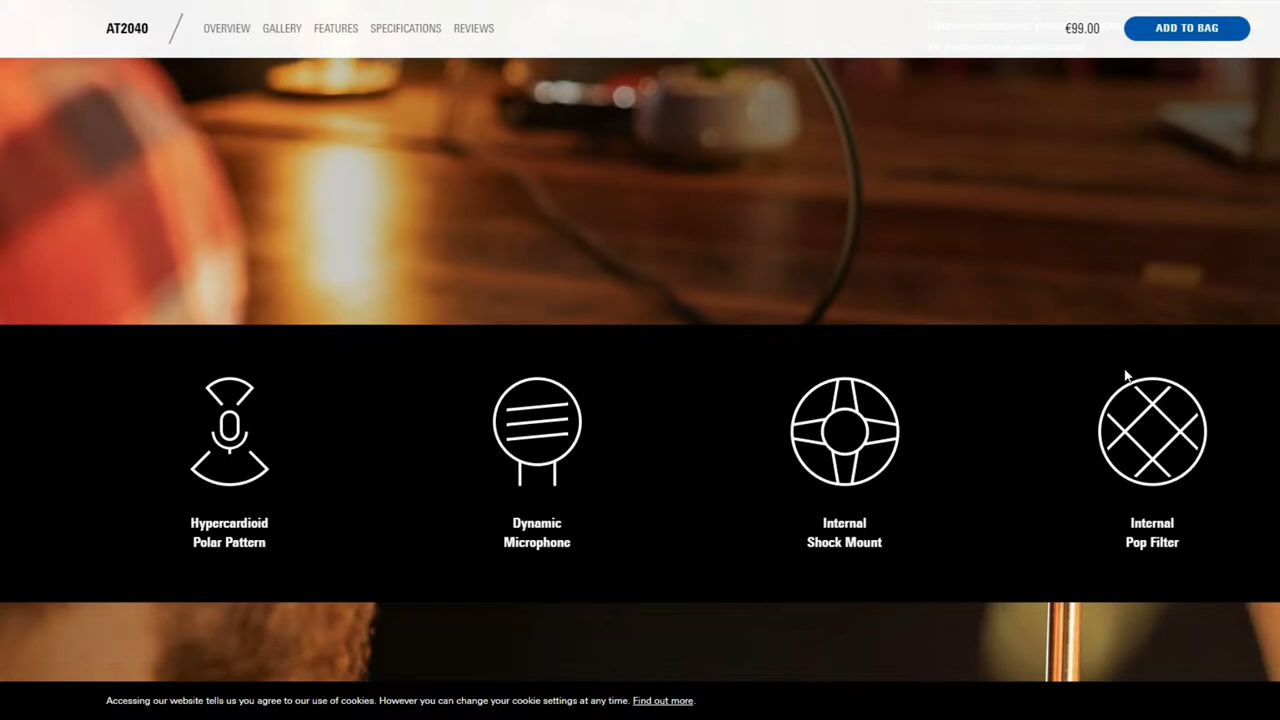 AT2040
OVERVIEW GALLERY FEATURES SPECIFICATIONS REVIEWS
€99.00
ADD TO BAG
Hypercardioid
Polar Pattern
Dynamic
Microphone
Internal
Shock Mount
Internal
Pop Filter
Accessing our website tells us you agree to our use of cookies. However you can change your cookie settings at any time. Find out more.